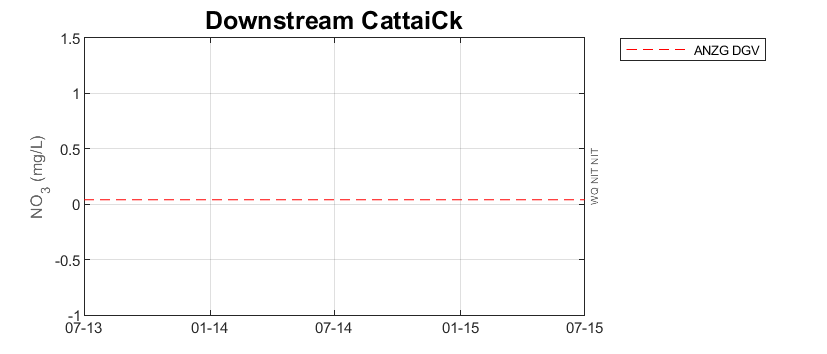 Downstream CattaiCk
ANZG DGV
1.5
1
0.5
0
-0.5
-1
NO3 (mg/L)
WQ NIT NIT
07-13
01-14
07-14
01-15
07-15